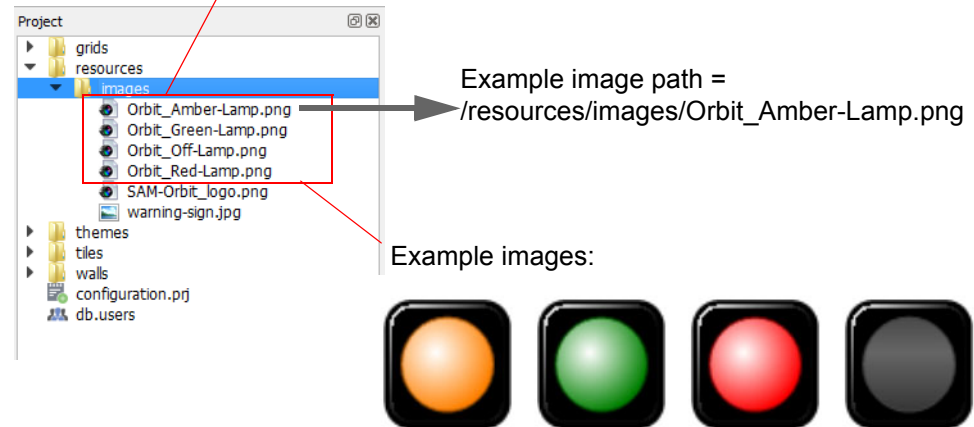 Project
grids
resources
images
Orbit_Amber-Lamp.png
Orbit_Green-Lamp.png
Orbit_Off-Lamp.png
Orbit_Red-Lamp.png
SAM-Orbit_logo.png
warning-sign.jpg
themes
tiles
walls
configuration.prj
db.users
Example image path =
/resources/images/Orbit_Amber-Lamp.png
Example images: